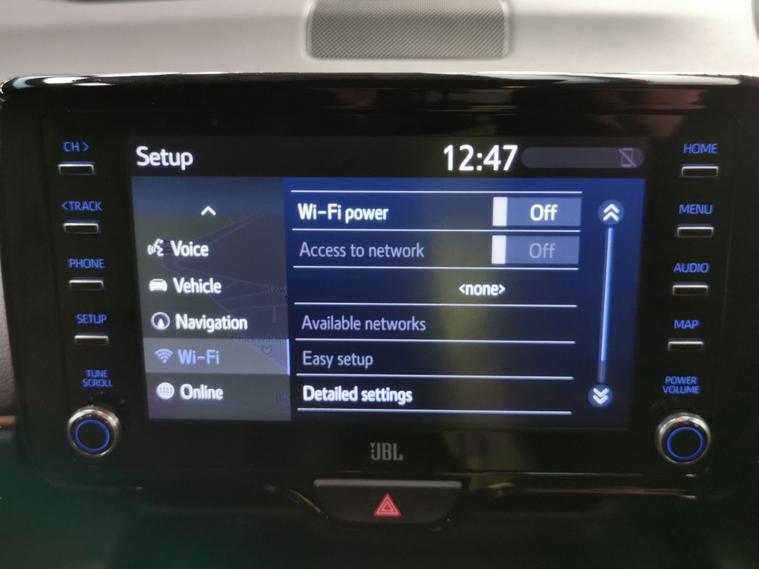 CH >
<TRACK
PHONE
SETUP
TUNE
SCROLL
Setup
12:47
Voice
Vehicle
Navigation
Wi-Fi
Online
Wi-Fi power
Off
Access to network
Off
<none>
Available networks
Easy setup
Detailed settings
HOME
MENU
AUDIO
MAP
POWER
VOLUME
JBL